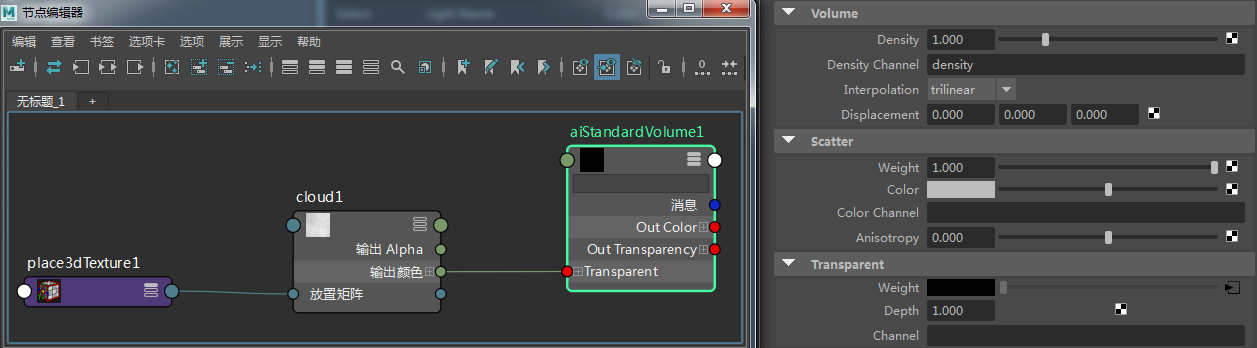 节点编辑器
编辑 查看 书签 选项卡 选项 展示 显示 帮助
0
无标题_1 +
aiStandardVolume1
消息
Out Color
Out Transparency
Transparent
cloud1
输出 Alpha
输出颜色
放置矩阵
place3dTexture1
Volume
Density 1.000
Density Channel density
Interpolation trilinear
Displacement 0.000 0.000 0.000
Scatter
Weight 1.000
Color
Color Channel
Anisotropy 0.000
Transparent
Weight
Depth 1.000
Channel